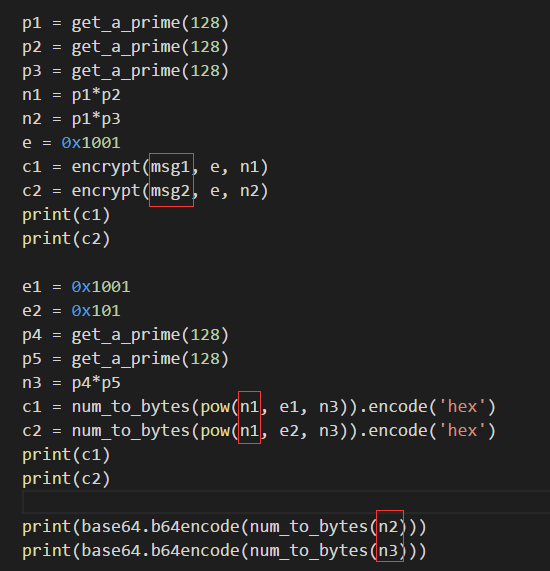 p1 = get_a_prime(128)
p2 = get_a_prime(128)
p3 = get_a_prime(128)
n1 = p1*p2
n2 = p1*p3
e = 0x1001
c1 = encrypt(msg1, e, n1)
c2 = encrypt(msg2, e, n2)
print(c1)
print(c2)
e1 = 0x1001
e2 = 0x101
p4 = get_a_prime(128)
p5 = get_a_prime(128)
n3 = p4*p5
c1 = num_to_bytes(pow(n1, e1, n3)).encode('hex')
c2 = num_to_bytes(pow(n1, e2, n3)).encode('hex')
print(c1)
print(c2)
print(base64.b64encode(num_to_bytes(n2)))
print(base64.b64encode(num_to_bytes(n3)))